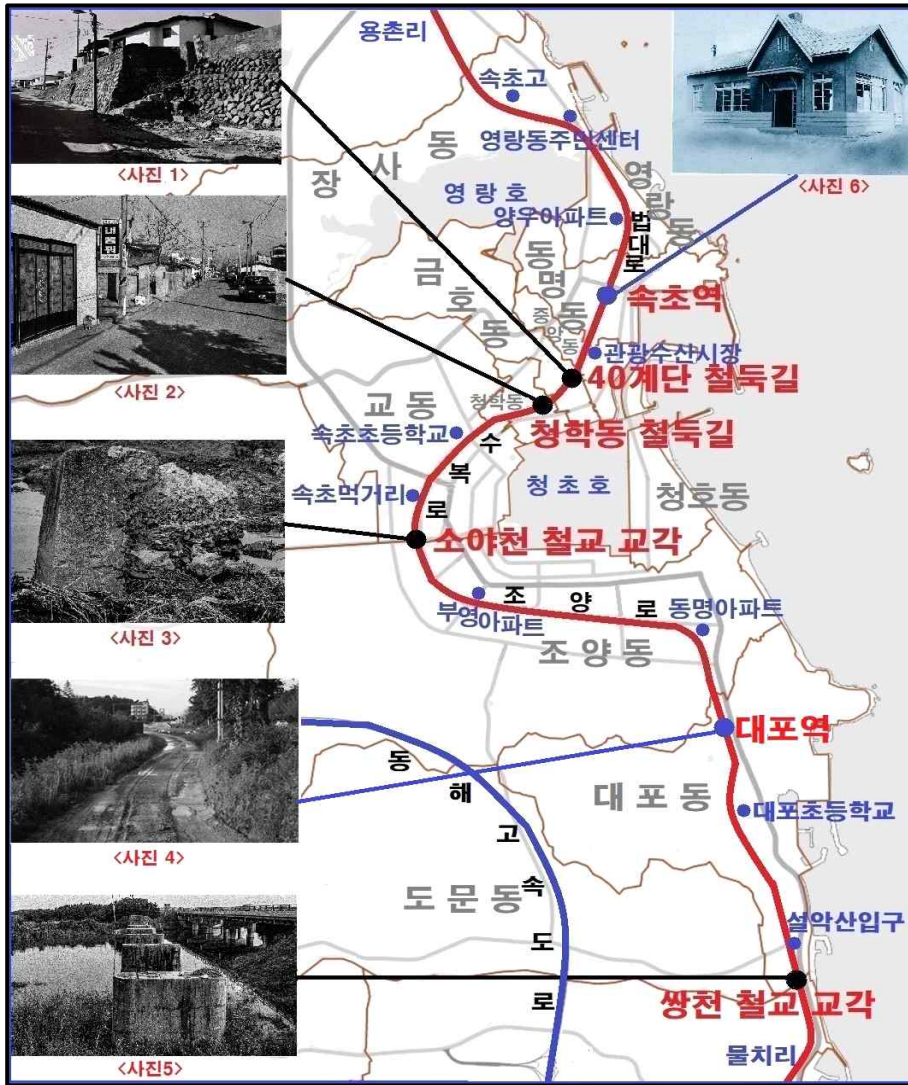 용촌리
속초고
영랑동주민센터
<사진 1>
<사진 6>
장사동
영랑호
영랑동
양우아파트
법대로
금호동
동명동
속초역
중앙동
관광수산시장
40계단 철둑길
<사진 2>
청학동
청학동 철둑길
교동
속초초등학교
수복로
청초호
청호동
속초먹거리
소야천 철교 교각
<사진 3>
부영아파트
조양로
동명아파트
조양동
대포역
동해고속도로
대포동
대포초등학교
<사진 4>
도문동
설악산입구
쌍천 철교 교각
물치리
<사진5>